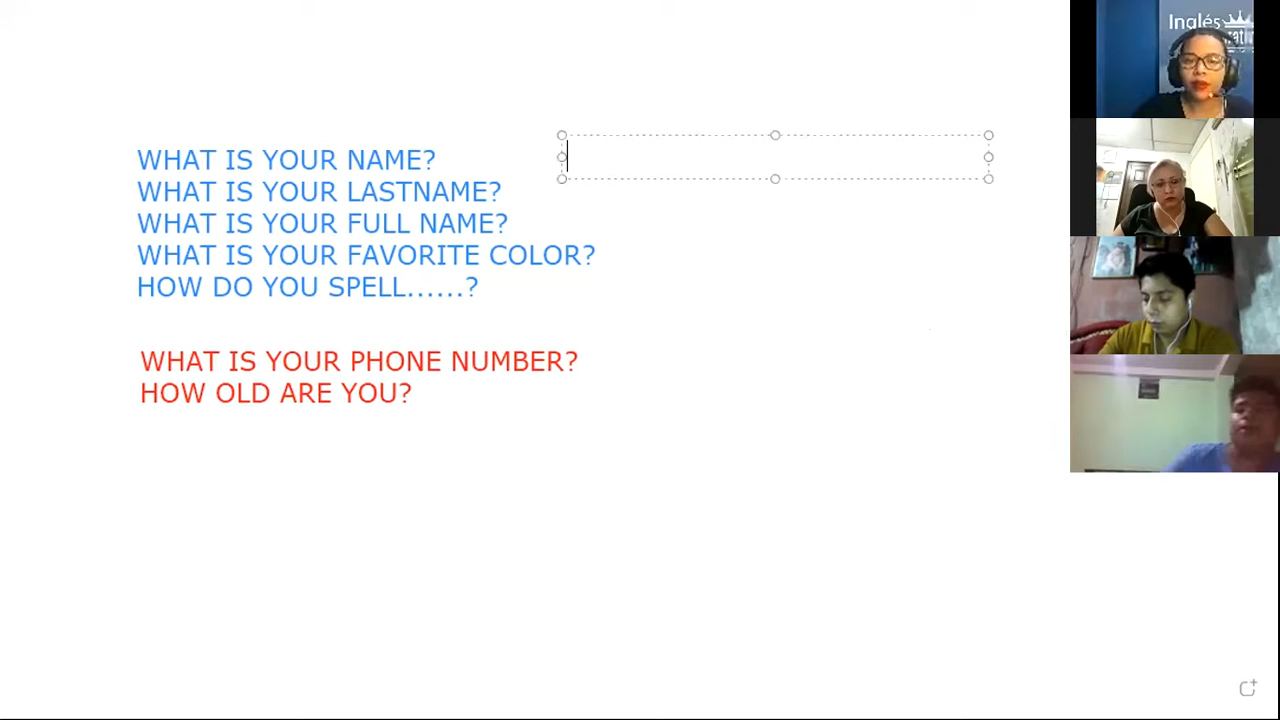 WHAT IS YOUR NAME?
WHAT IS YOUR LASTNAME?
WHAT IS YOUR FULL NAME?
WHAT IS YOUR FAVORITE COLOR?
HOW DO YOU SPELL......?
WHAT IS YOUR PHONE NUMBER?
HOW OLD ARE YOU?
Inglés